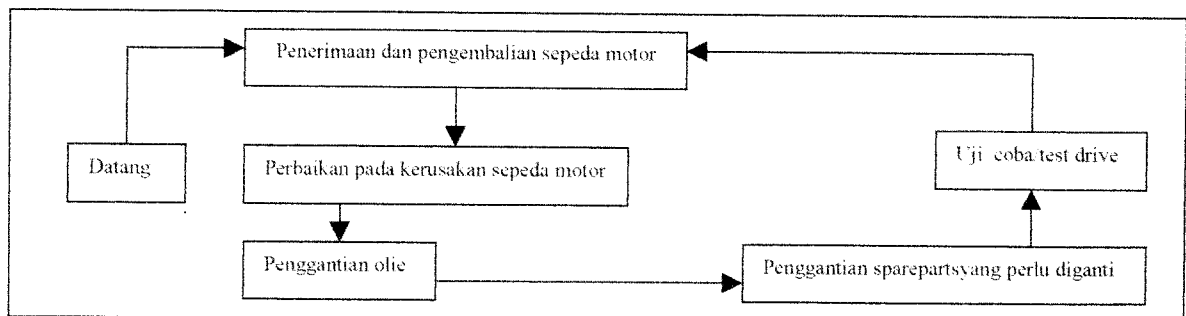 Penerimaan dan pengembalian sepeda motor
Datang
Perbaikan pada kerusakan sepeda motor
Uji coba/test drive
Penggantian olie
Penggantian sparepartsyang perlu diganti